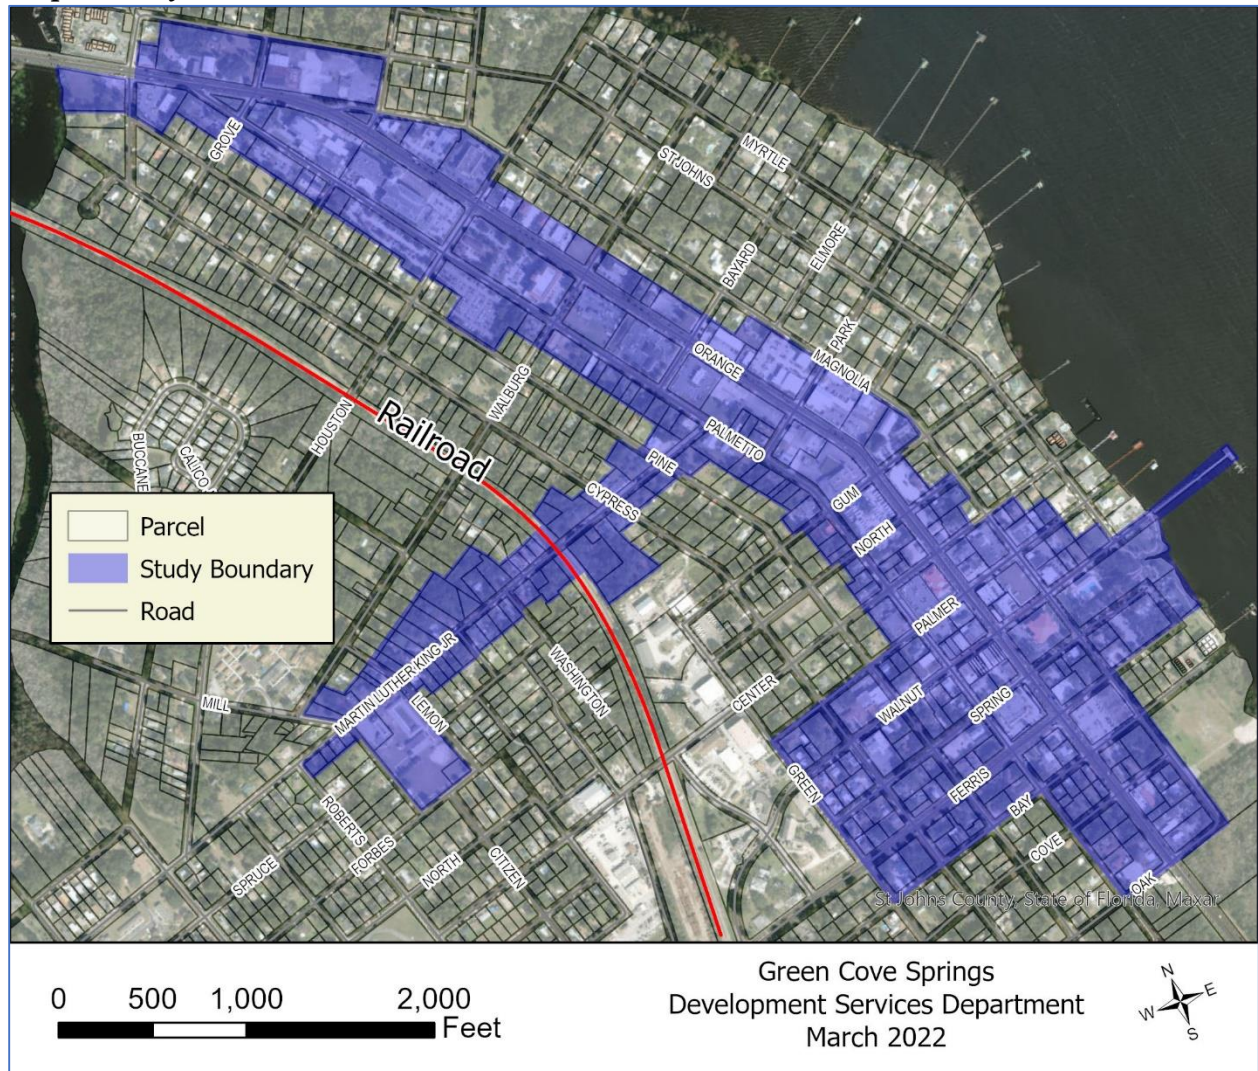 GROVE
MYRTLE
ST JOHNS
BAYARD
ELMORE
PARK
MAGNOLIA
ORANGE
HOUSTON
WALBURG
Railroad
PALMETTO
PINE
CYPRESS
BUCCANE
CALICO
GUM
NORTH
PALMER
Parcel
Study Boundary
Road
MARTIN LUTHER KING JR
WASHINGTON
CENTER
MILL
LEMON
WALNUT
SPRING
GREEN
FERRIS
BAY
COVE
OAK
ROBERTS
FORBES
SPRUCE
NORTH
CITIZEN
St Johns County, State of Florida, Maxar
0 500 1,000 2,000
Feet
Green Cove Springs
Development Services Department
March 2022
N
E
W
S